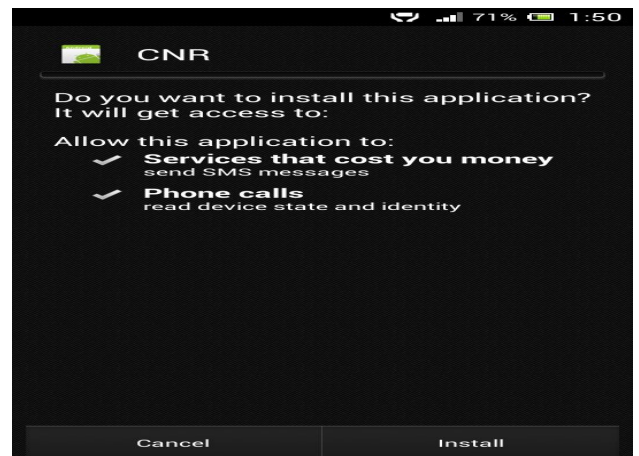 71% 1:50
CNR
Do you want to install this application?
It will get access to:
Allow this application to:
Services that cost you money
send SMS messages
Phone calls
read device state and identity
Cancel Install